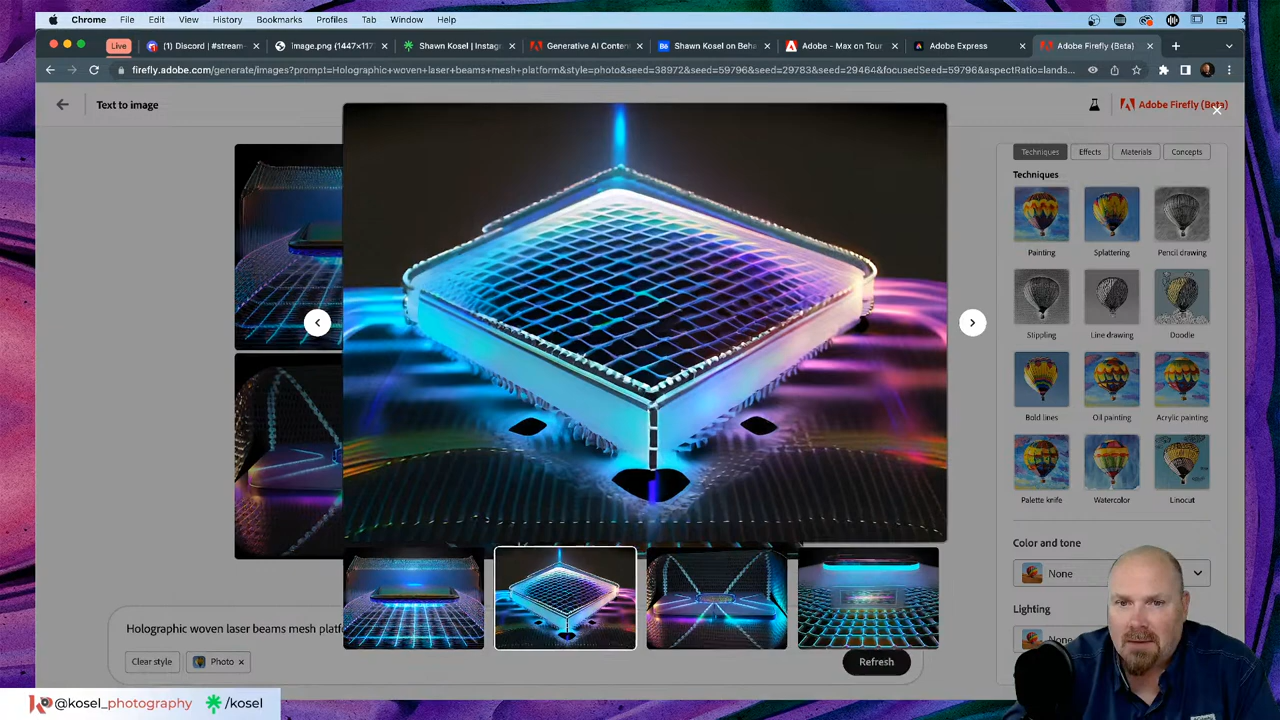 Chrome File Edit View History Bookmarks Profiles Tab Window Help
Live (1) Discord | #stream- image.png (1447×117 Shawn Kosel | Instag Generative AI Conten Shawn Kosel on Beha Adobe - Max on Tour Adobe Express Adobe Firefly (Beta)
firefly.adobe.com/generate/images?prompt=Holographic+woven+laser+beams+mesh+platform&style=photo&seed=38972&seed=59796&seed=29783&seed=29464&focusedSeed=59796&aspectRatio=lands...
Text to image
Adobe Firefly (Beta)
Techniques Effects Materials Concepts
Techniques
Painting Splattering Pencil drawing
Stippling Line drawing Doodle
Bold lines Oil painting Acrylic painting
Palette knife Watercolor Linocut
Color and tone
None
Lighting
None
Holographic woven laser beams mesh platf
Clear style Photo Refresh
@kosel_photography /kosel